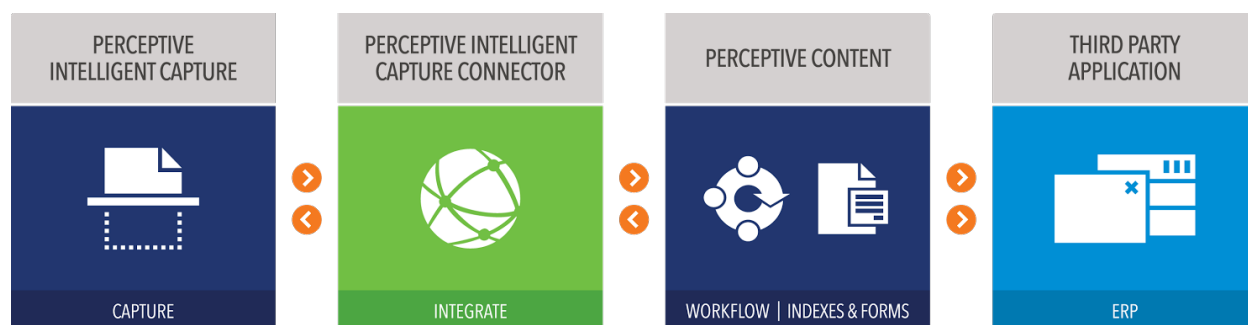 PERCEPTIVE
INTELLIGENT CAPTURE
PERCEPTIVE INTELLIGENT
CAPTURE CONNECTOR
PERCEPTIVE CONTENT
THIRD PARTY
APPLICATION
CAPTURE
INTEGRATE
WORKFLOW | INDEXES & FORMS
ERP